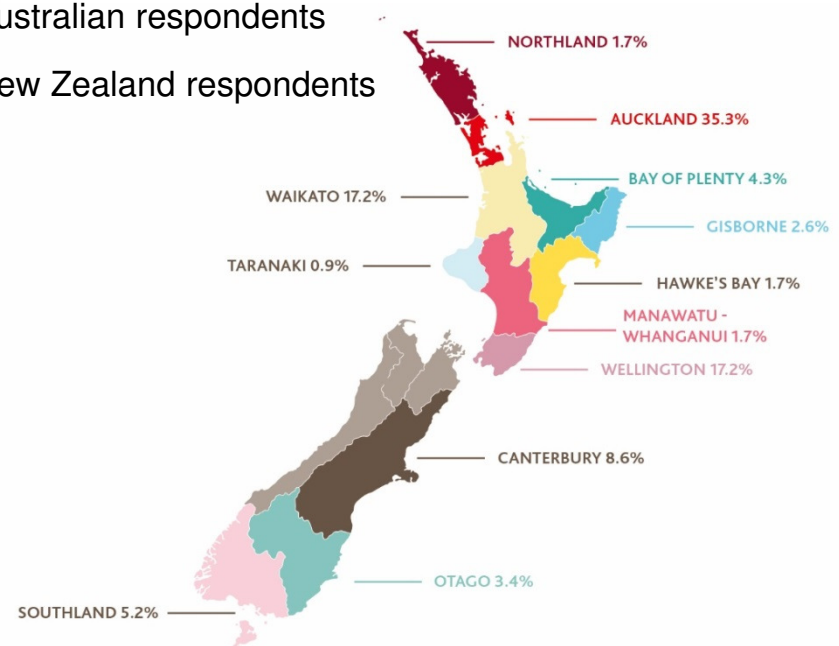 ustralian respondents
ew Zealand respondents
NORTHLAND 1.7%
AUCKLAND 35.3%
BAY OF PLENTY 4.3%
WAIKATO 17.2%
GISBORNE 2.6%
TARANAKI 0.9%
HAWKE'S BAY 1.7%
MANAWATU -
WHANGANUI 1.7%
WELLINGTON 17.2%
CANTERBURY 8.6%
OTAGO 3.4%
SOUTHLAND 5.2%